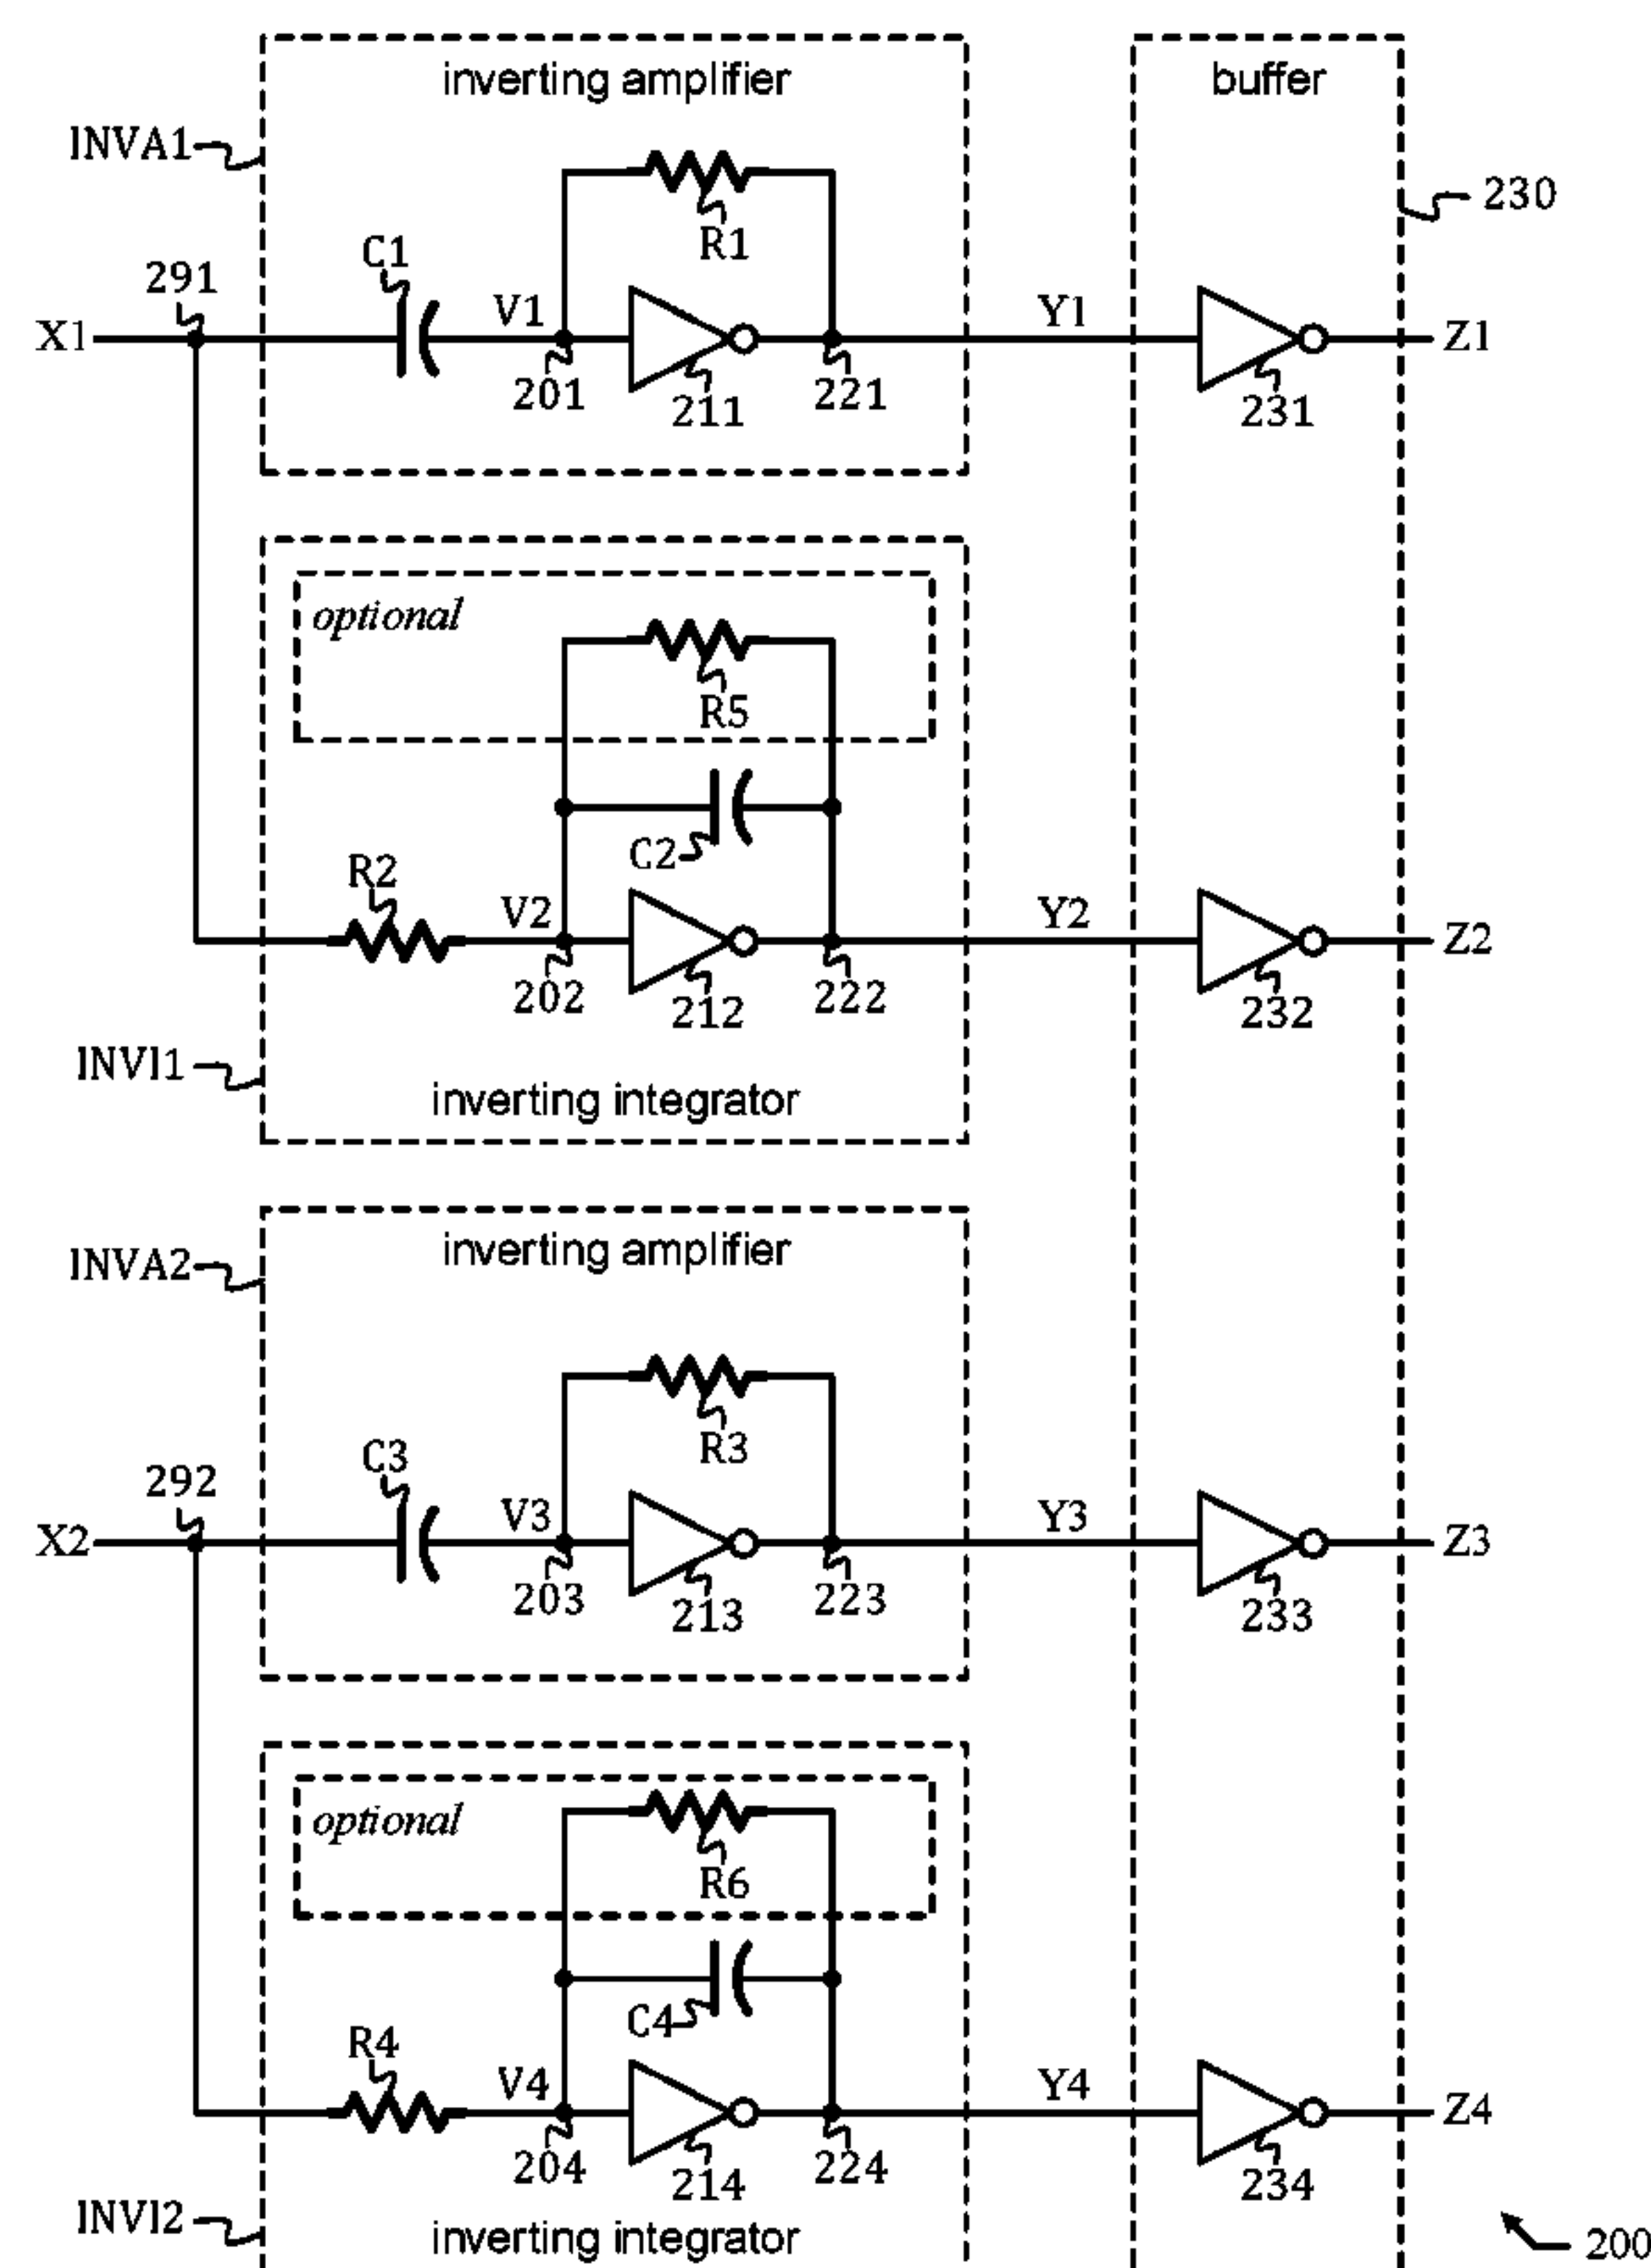 inverting amplifier
buffer
INVA1
230
R1
C1
291
V1
Y1
X1
Z1
201
211
221
231
optional
R5
C2
R2
V2
Y2
Z2
202
212
222
232
INVI1
inverting integrator
inverting amplifier
INVA2
R3
C3
292
V3
Y3
X2
Z3
203
213
223
233
optional
R6
C4
R4
V4
Y4
Z4
204
214
224
234
INVI2
inverting integrator
200